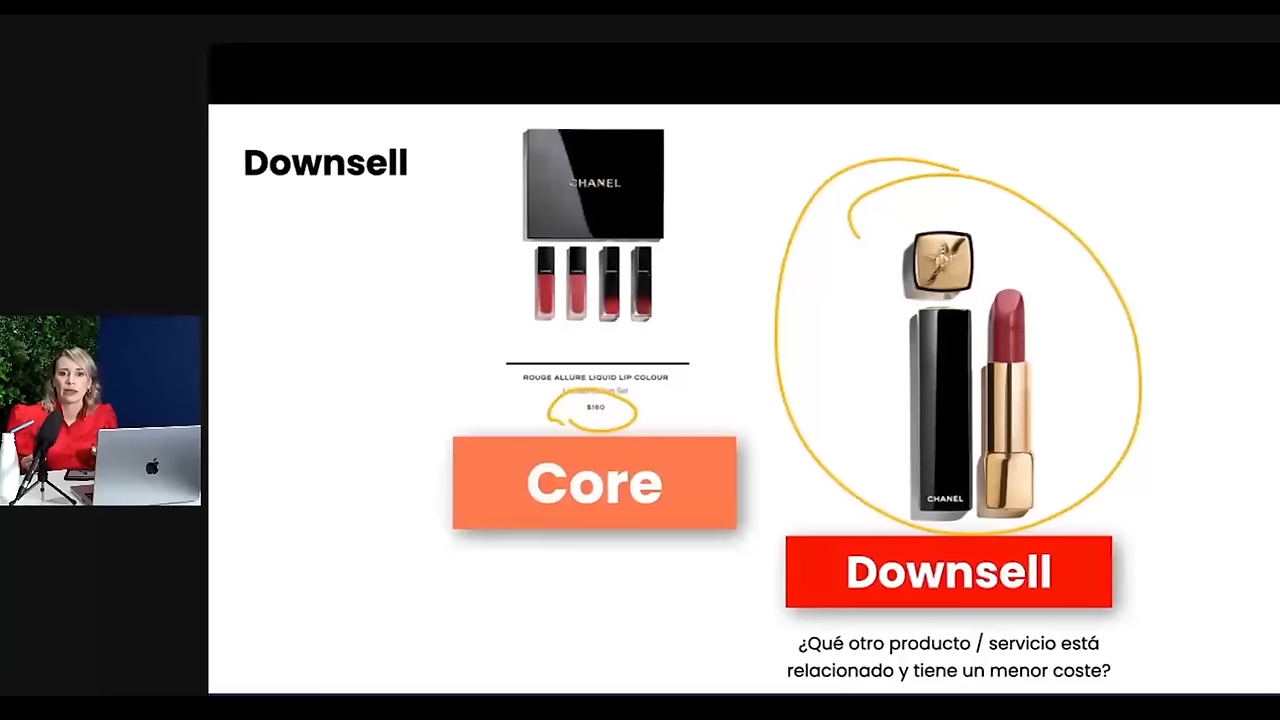 Downsell
CHANEL
ROUGE ALLURE LIQUID LIP COLOUR
$160
Core
CHANEL
Downsell
¿Qué otro producto / servicio está
relacionado y tiene un menor coste?